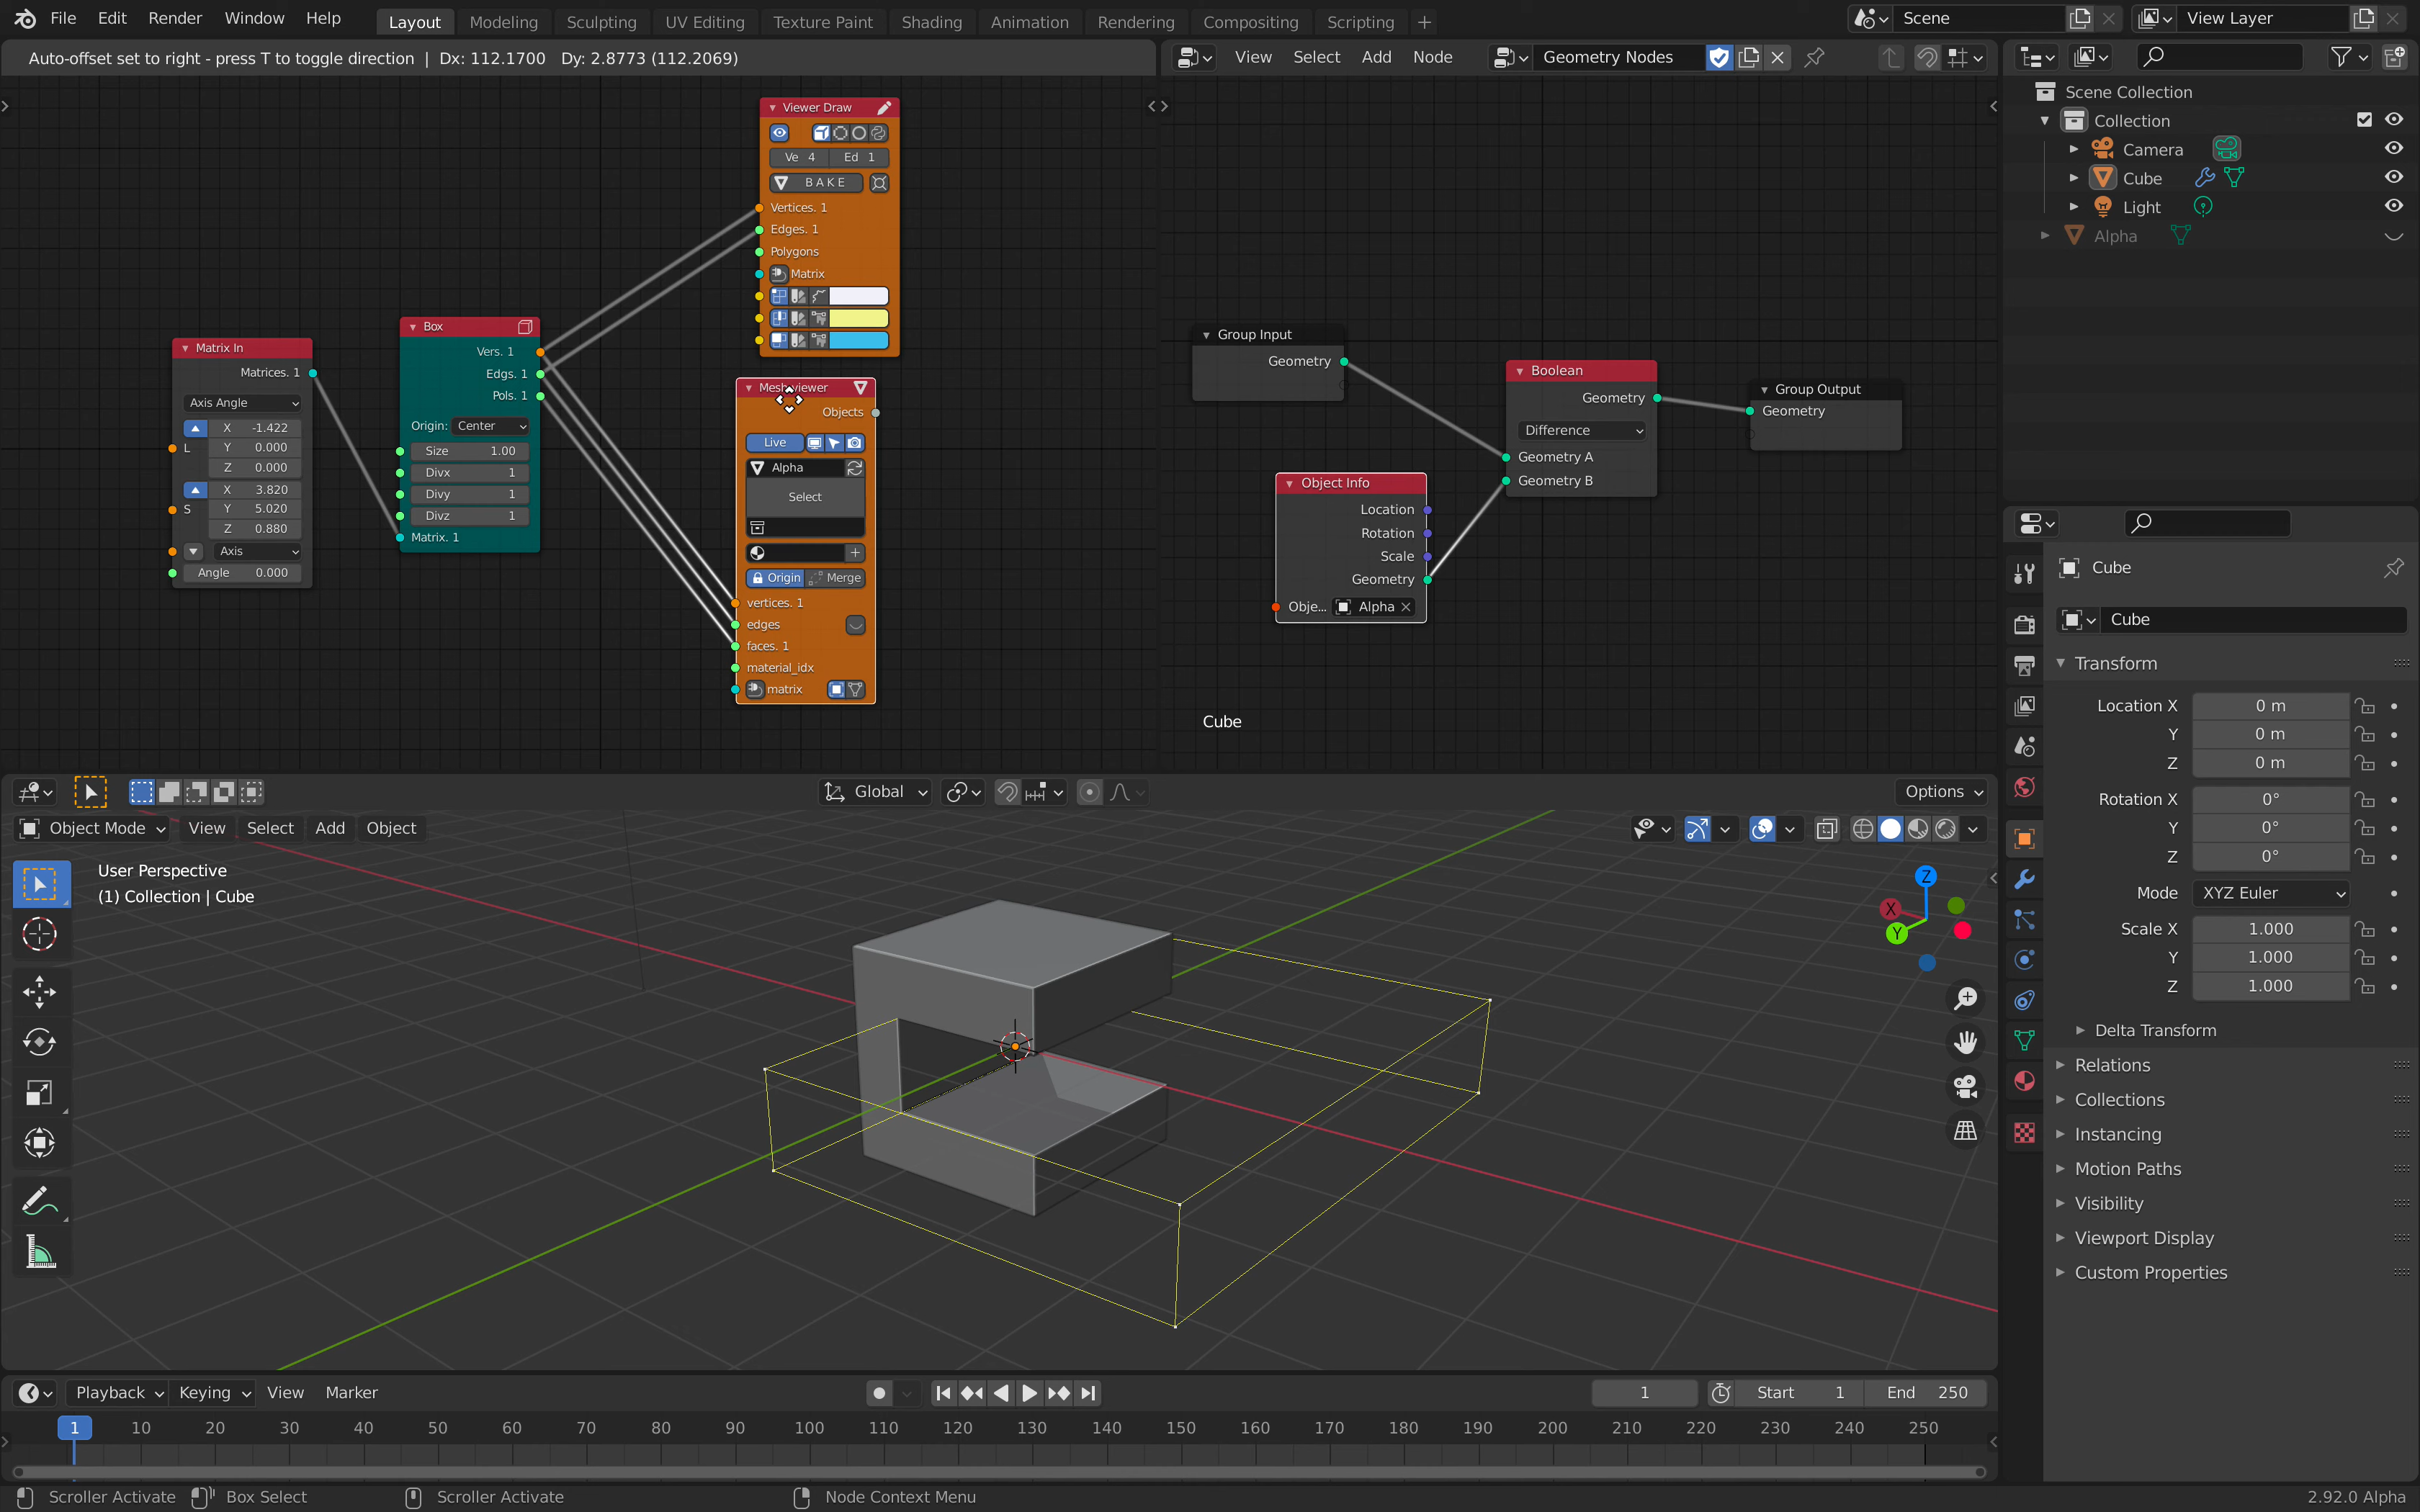 File Edit Render Window Help Layout Modeling Sculpting UV Editing Texture Paint Shading Animation Rendering Compositing Scripting + Scene View Layer
Auto-offset set to right - press T to toggle direction | Dx: 112.1700 Dy: 2.8773 (112.2069)
View Select Add Node Geometry Nodes
Viewer Draw
Ve 4 Ed 1
BAKE
Vertices. 1
Edges. 1
Polygons
Matrix
Matrix In
Matrices. 1
Axis Angle
X -1.422
L Y 0.000
Z 0.000
X 3.820
S Y 5.020
Z 0.880
Axis
Angle 0.000
Box
Vers. 1
Edgs. 1
Pols. 1
Origin: Center
Size 1.00
Divx 1
Divy 1
Divz 1
Matrix. 1
Mesh viewer
Objects
Live
Alpha
Select
+
Origin Merge
vertices. 1
edges
faces. 1
material_idx
matrix
Group Input
Geometry
Object Info
Location
Rotation
Scale
Geometry
Obje... Alpha
Boolean
Geometry
Difference
Geometry A
Geometry B
Group Output
Geometry
Cube
Scene Collection
Collection
Camera
Cube
Light
Alpha
Cube
Cube
Transform
Location X 0 m
Y 0 m
Z 0 m
Rotation X 0°
Y 0°
Z 0°
Mode XYZ Euler
Scale X 1.000
Y 1.000
Z 1.000
Delta Transform
Relations
Collections
Instancing
Motion Paths
Visibility
Viewport Display
Custom Properties
Global Options
Object Mode View Select Add Object
User Perspective
(1) Collection | Cube
Z
X
Y
Playback Keying View Marker 1 Start 1 End 250
1 10 20 30 40 50 60 70 80 90 100 110 120 130 140 150 160 170 180 190 200 210 220 230 240 250
Scroller Activate Box Select Scroller Activate Node Context Menu 2.92.0 Alpha